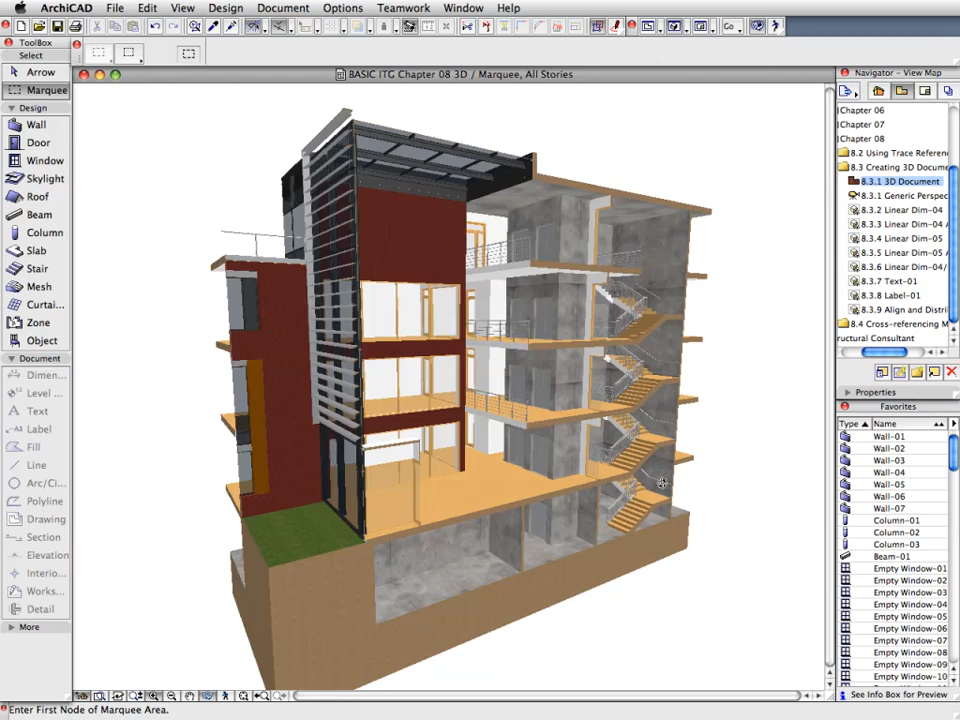 ArchiCAD File Edit View Design Document Options Teamwork Window Help
Go...
ToolBox
Select
Arrow
Marquee
Design
Wall
Door
Window
Skylight
Roof
Beam
Column
Slab
Stair
Mesh
Curtai...
Zone
Object
Document
Dimen...
Level ...
Text
Label
Fill
Line
Arc/Ci...
Polyline
Drawing
Section
Elevation
Interio...
Works...
Detail
More
BASIC ITG Chapter 08 3D / Marquee, All Stories
Navigator - View Map
Chapter 06
Chapter 07
Chapter 08
8.2 Using Trace Referen
8.3 Creating 3D Docume
8.3.1 3D Document
8.3.1 Generic Perspec
8.3.2 Linear Dim-04
8.3.3 Linear Dim-04 A
8.3.4 Linear Dim-05
8.3.5 Linear Dim-05 A
8.3.6 Linear Dim-04/
8.3.7 Text-01
8.3.8 Label-01
8.3.9 Align and Distri
8.4 Cross-referencing M
ructural Consultant
Properties
Favorites
Type Name
Wall-01
Wall-02
Wall-03
Wall-04
Wall-05
Wall-06
Wall-07
Column-01
Column-02
Column-03
Beam-01
Empty Window-01
Empty Window-02
Empty Window-03
Empty Window-04
Empty Window-05
Empty Window-06
Empty Window-07
Empty Window-08
Empty Window-09
Empty Window-10
See Info Box for Preview
Enter First Node of Marquee Area.